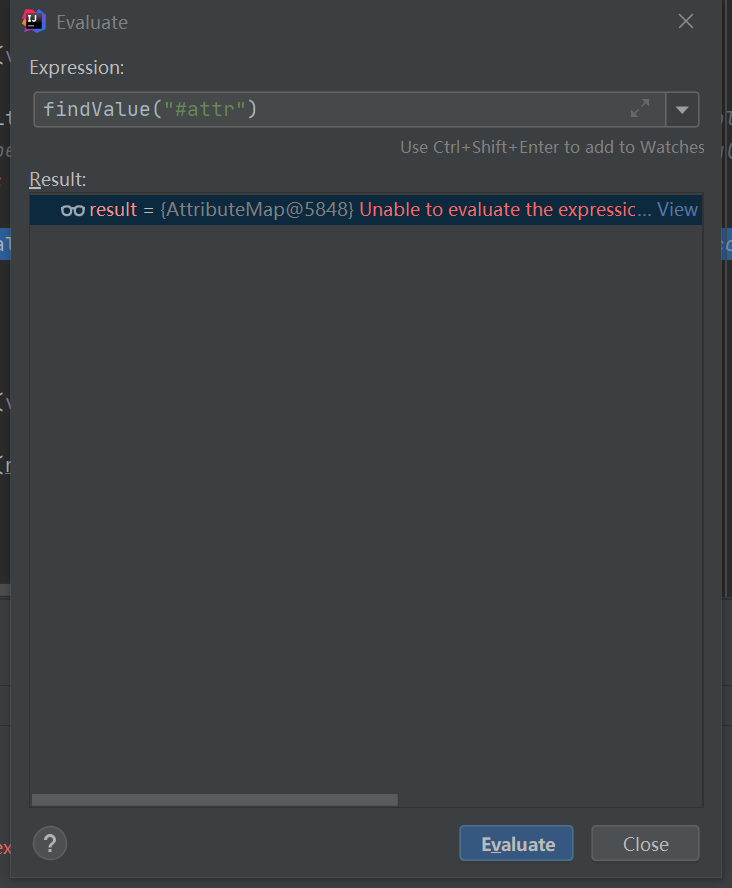 Evaluate
Expression:
findValue("#attr")
Use Ctrl+Shift+Enter to add to Watches
Result:
result = {AttributeMap@5848} Unable to evaluate the expressic... View
?
Evaluate
Close